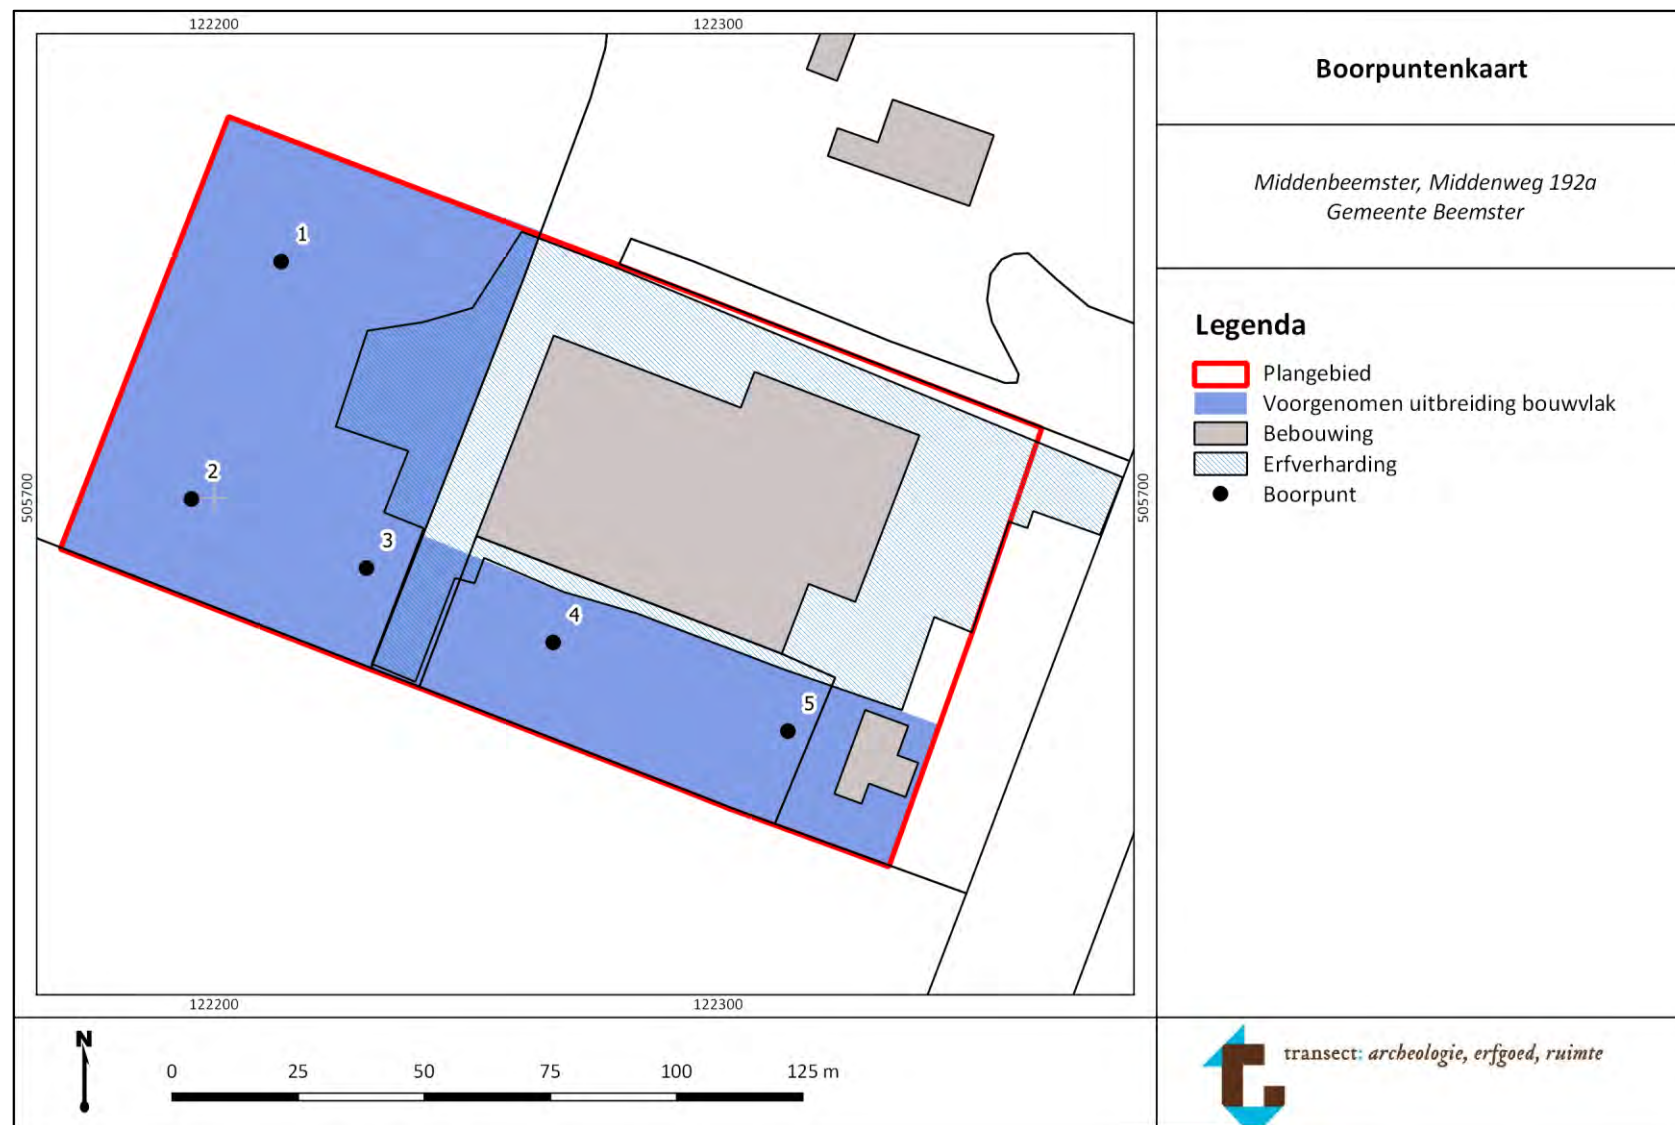 122200
122300
Boorpuntenkaart
Middenbeemster, Middenweg 192a
Gemeente Beemster
Legenda
Plangebied
Voorgenomen uitbreiding bouwvlak
Bebouwing
Erfverharding
Boorpunt
1
2
3
4
5
505700
505700
122200
122300
N
0 25 50 75 100 125 m
transect: archeologie, erfgoed, ruimte